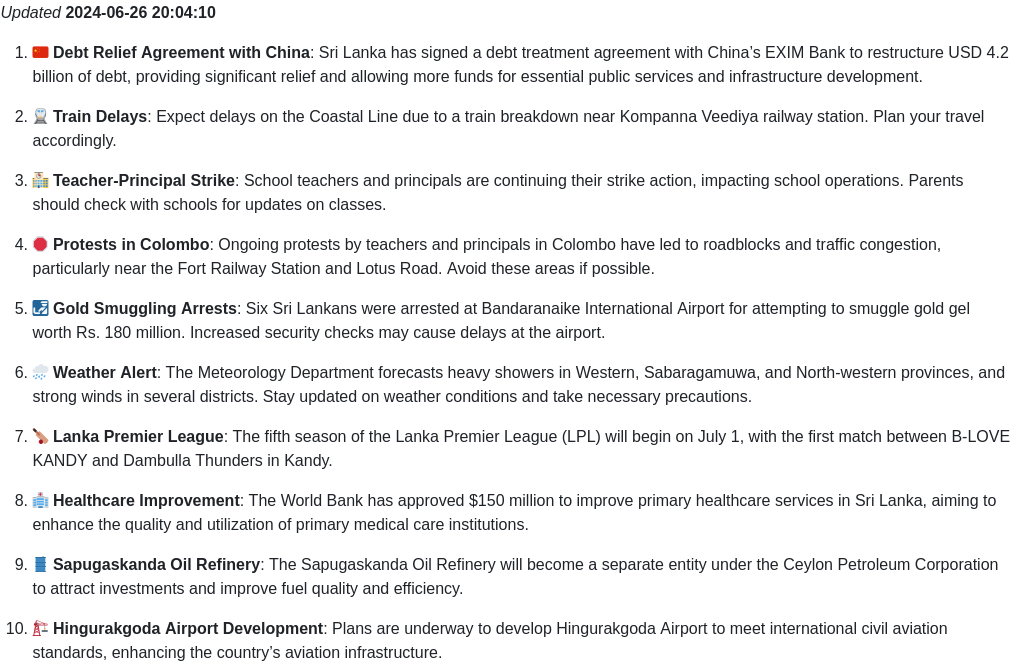 Updated 2024-06-26 20:04:10
1. 🇨🇳 Debt Relief Agreement with China: Sri Lanka has signed a debt treatment agreement with China’s EXIM Bank to restructure USD 4.2
billion of debt, providing significant relief and allowing more funds for essential public services and infrastructure development.
2. 🚆 Train Delays: Expect delays on the Coastal Line due to a train breakdown near Kompanna Veediya railway station. Plan your travel
accordingly.
3. 🏫 Teacher-Principal Strike: School teachers and principals are continuing their strike action, impacting school operations. Parents
should check with schools for updates on classes.
4. 🛑 Protests in Colombo: Ongoing protests by teachers and principals in Colombo have led to roadblocks and traffic congestion,
particularly near the Fort Railway Station and Lotus Road. Avoid these areas if possible.
5. 🛃 Gold Smuggling Arrests: Six Sri Lankans were arrested at Bandaranaike International Airport for attempting to smuggle gold gel
worth Rs. 180 million. Increased security checks may cause delays at the airport.
6. 🌧️ Weather Alert: The Meteorology Department forecasts heavy showers in Western, Sabaragamuwa, and North-western provinces, and
strong winds in several districts. Stay updated on weather conditions and take necessary precautions.
7. 🏏 Lanka Premier League: The fifth season of the Lanka Premier League (LPL) will begin on July 1, with the first match between B-LOVE
KANDY and Dambulla Thunders in Kandy.
8. 🏥 Healthcare Improvement: The World Bank has approved $150 million to improve primary healthcare services in Sri Lanka, aiming to
enhance the quality and utilization of primary medical care institutions.
9. 🛢️ Sapugaskanda Oil Refinery: The Sapugaskanda Oil Refinery will become a separate entity under the Ceylon Petroleum Corporation
to attract investments and improve fuel quality and efficiency.
10. 🏗️ Hingurakgoda Airport Development: Plans are underway to develop Hingurakgoda Airport to meet international civil aviation
standards, enhancing the country’s aviation infrastructure.